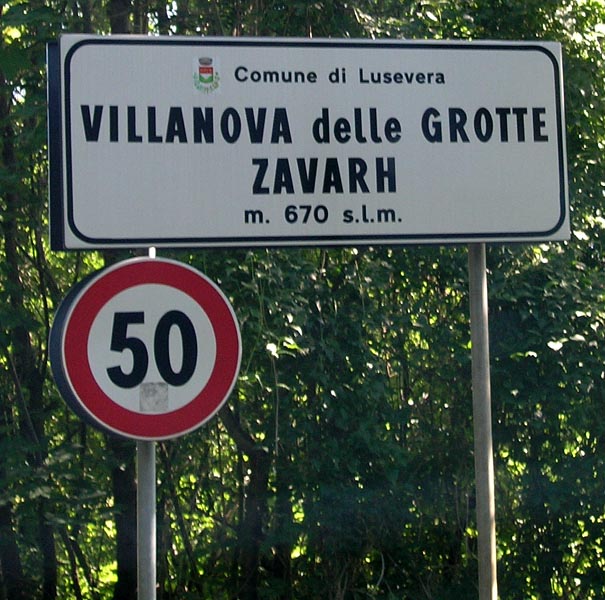 Comune di Lusevera
VILLANOVA delle GROTTE
ZAVARH
m. 670 s.l.m.
50